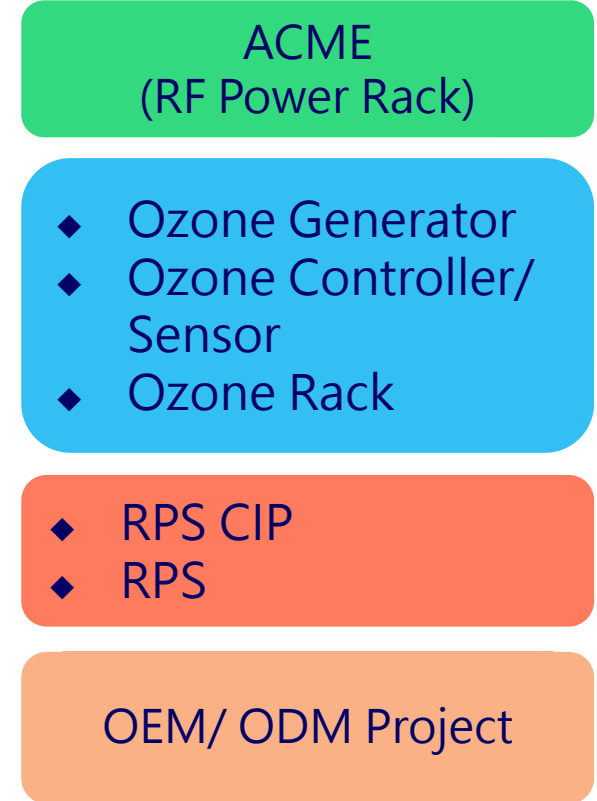 ACME
(RF Power Rack)
◆ Ozone Generator
◆ Ozone Controller/
Sensor
◆ Ozone Rack
◆ RPS CIP
◆ RPS
OEM/ ODM Project